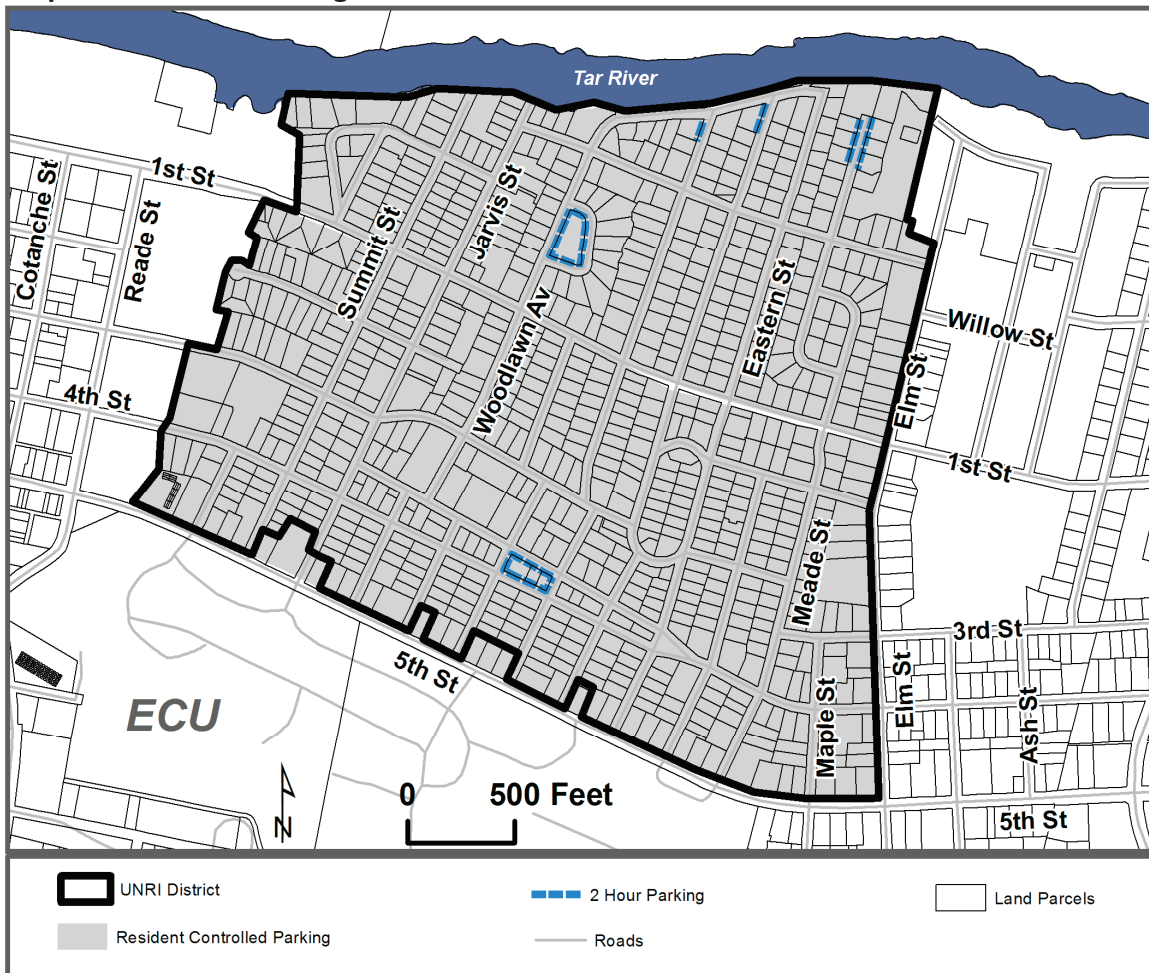 Tar River
1st St
Cotanche St
Reade St
Jarvis St
Summit St
Woodlawn Av
Eastern St
Willow St
Elm St
4th St
1st St
Meade St
3rd St
5th St
Elm St
Maple St
Ash St
ECU
N
0 500 Feet
5th St
UNRI District
2 Hour Parking
Land Parcels
Resident Controlled Parking
Roads